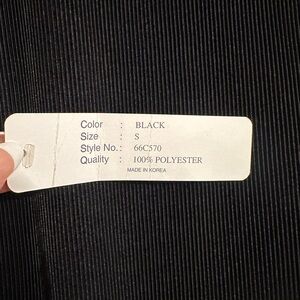 Color : BLACK
Size : S
Style No.: 66C570
Quality : 100% POLYESTER
MADE IN KOREA